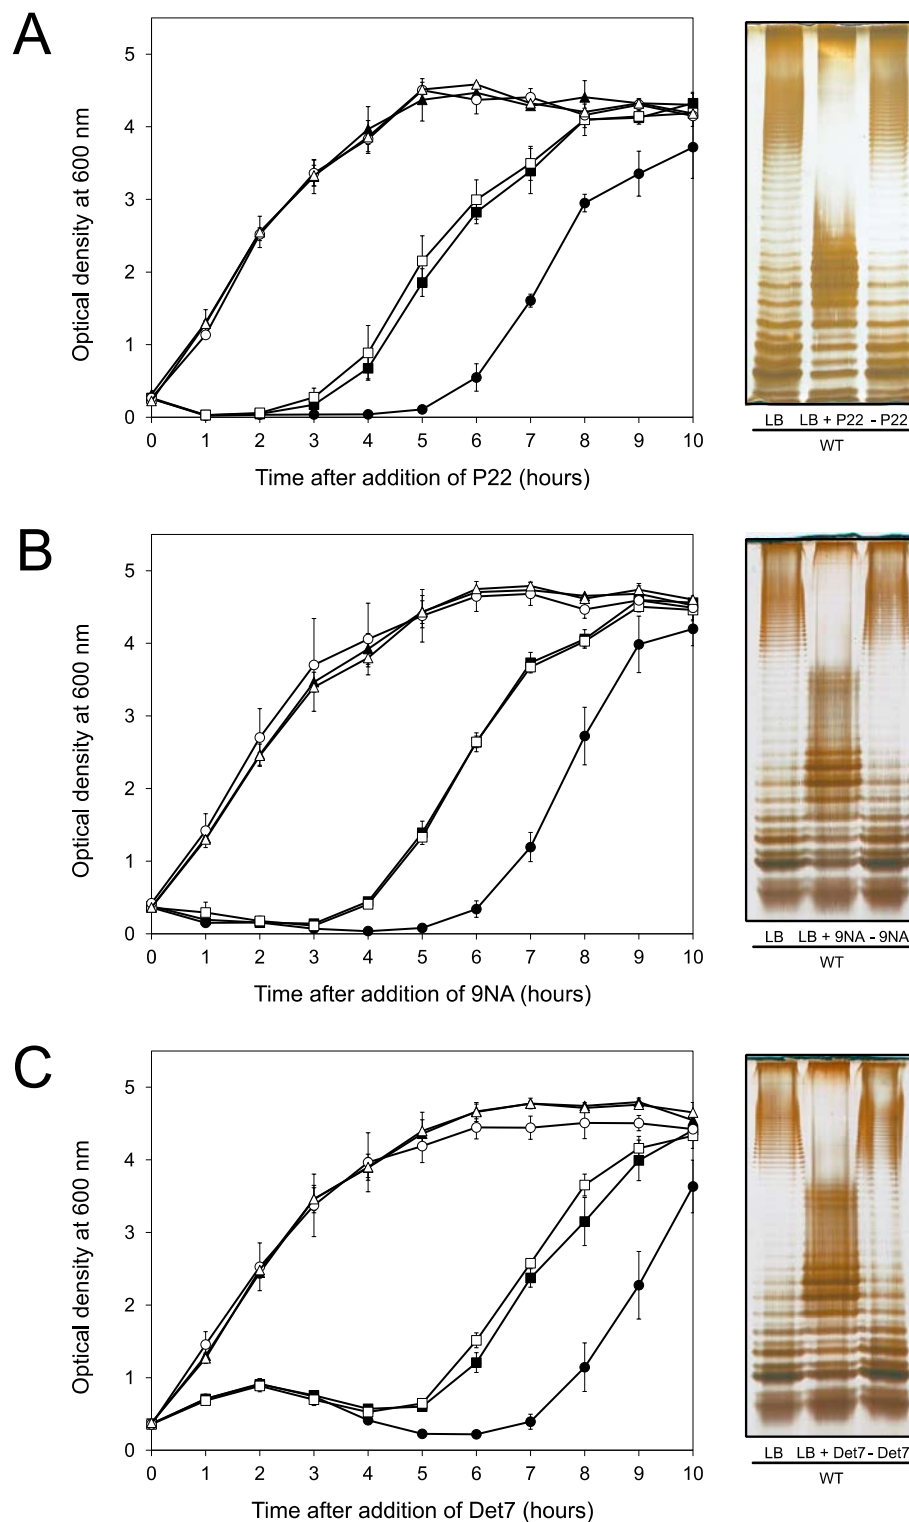 A
Optical density at 600 nm
5
4
3
2
1
0
0 1 2 3 4 5 6 7 8 9 10
Time after addition of P22 (hours)
LB LB + P22 - P22
WT
B
Optical density at 600 nm
5
4
3
2
1
0
0 1 2 3 4 5 6 7 8 9 10
Time after addition of 9NA (hours)
LB LB + 9NA - 9NA
WT
C
Optical density at 600 nm
5
4
3
2
1
0
0 1 2 3 4 5 6 7 8 9 10
Time after addition of Det7 (hours)
LB LB + Det7 - Det7
WT